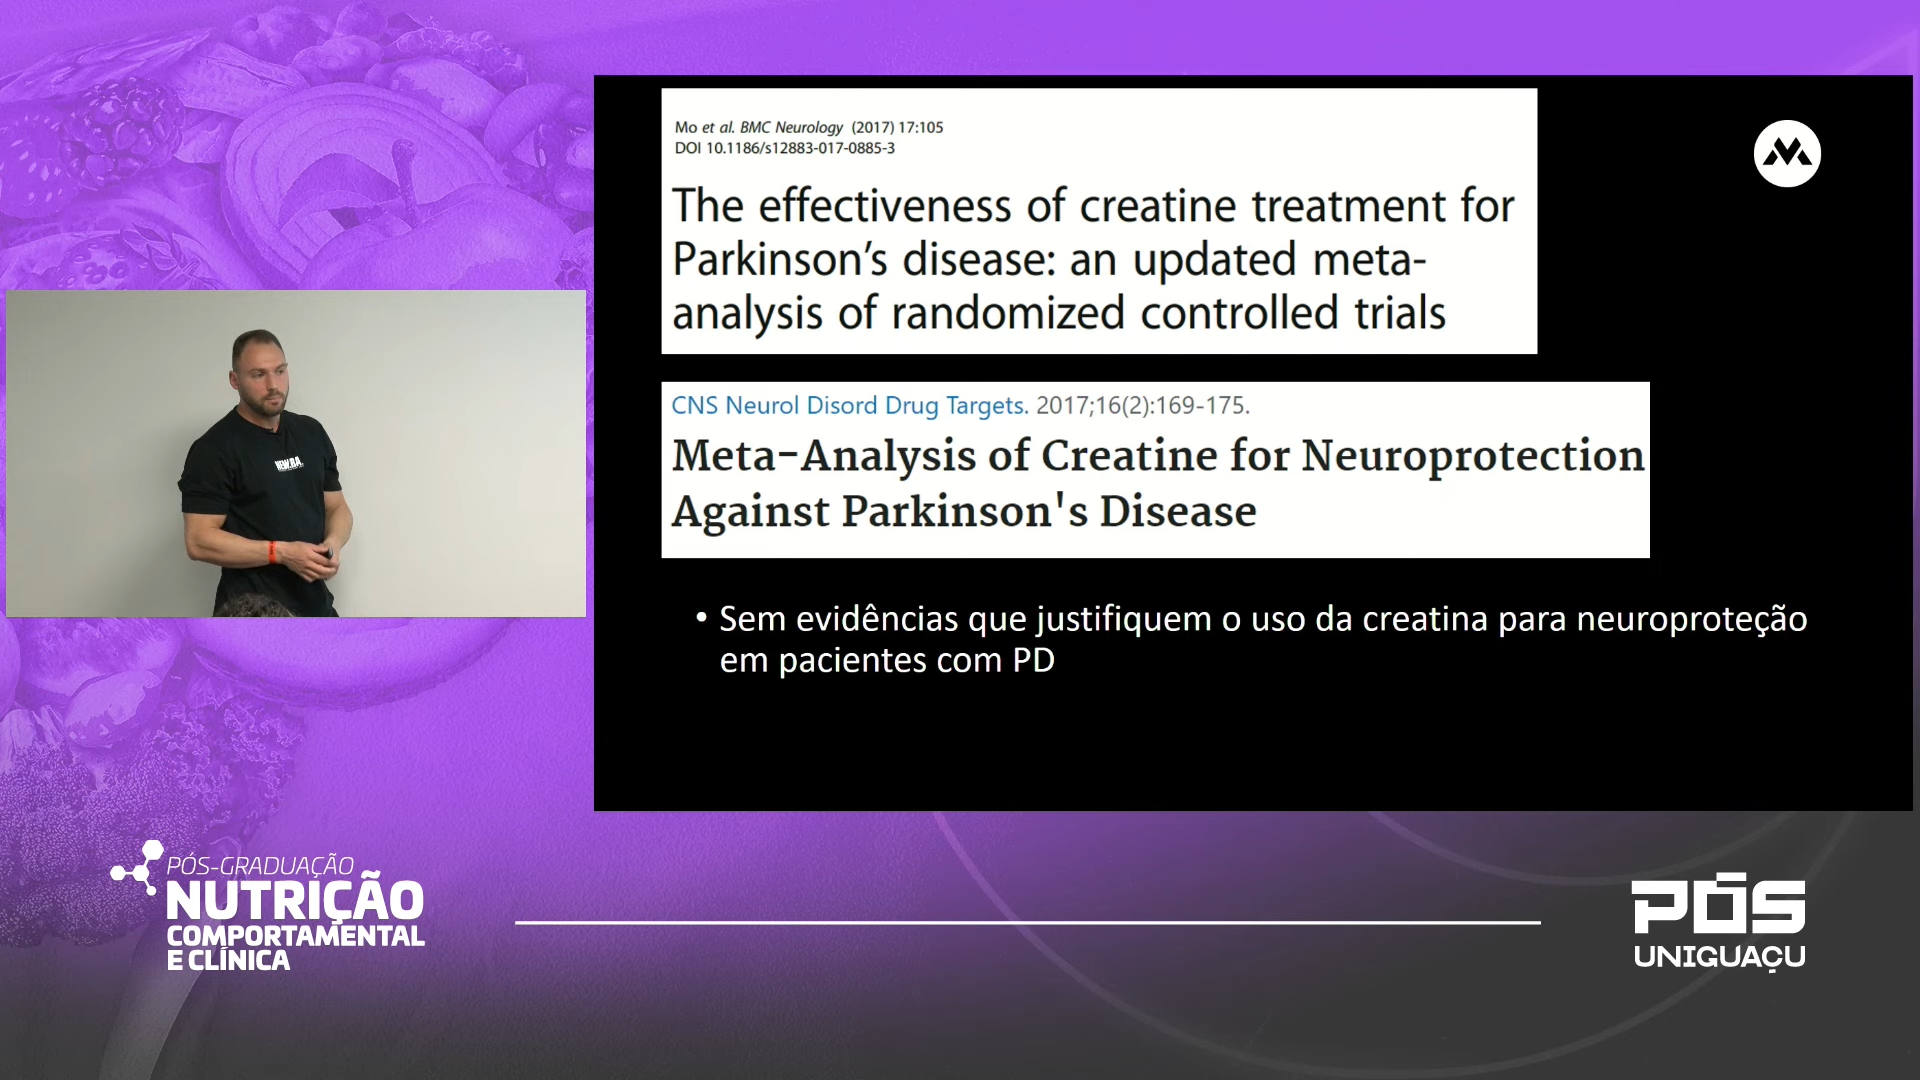 Mo et al. BMC Neurology (2017) 17:105
DOI 10.1186/s12883-017-0885-3
The effectiveness of creatine treatment for
Parkinson’s disease: an updated meta-
analysis of randomized controlled trials
CNS Neurol Disord Drug Targets. 2017;16(2):169-175.
Meta-Analysis of Creatine for Neuroprotection
Against Parkinson's Disease
• Sem evidências que justifiquem o uso da creatina para neuroproteção
em pacientes com PD
PÓS-GRADUAÇÃO
NUTRIÇÃO
COMPORTAMENTAL
E CLÍNICA
PÓS
UNIGUAÇU